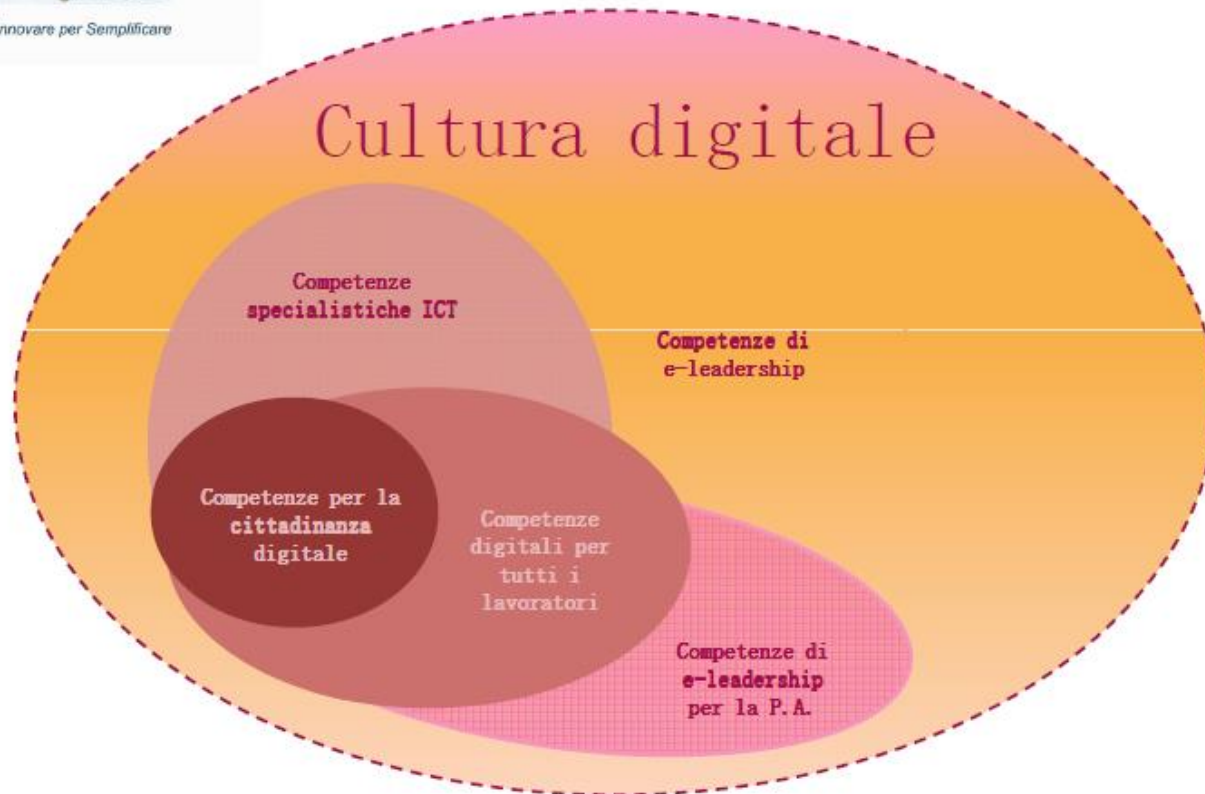 nnovare per Semplificare
Cultura digitale
Competenze
specialistiche ICT
Competenze di
e-leadership
Competenze per la
cittadinanza
digitale
Competenze
digitali per
tutti i
lavoratori
Competenze di
e-leadership
per la P.A.